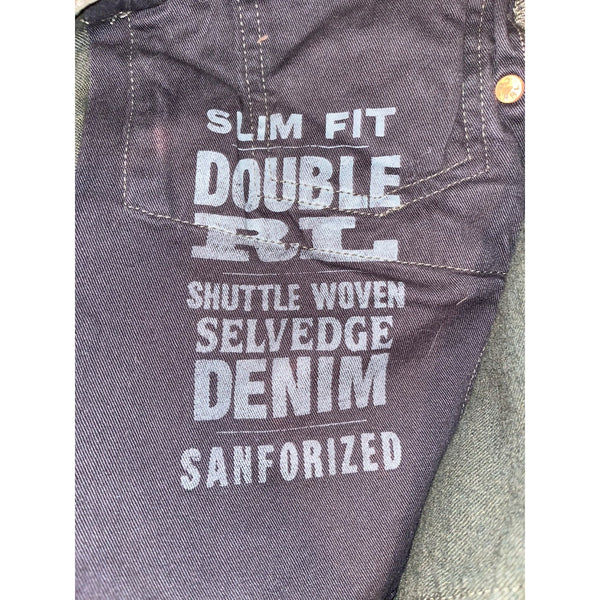 SLIM FIT
DOUBLE
RL
SHUTTLE WOVEN
SELVEDGE
DENIM
SANFORIZED